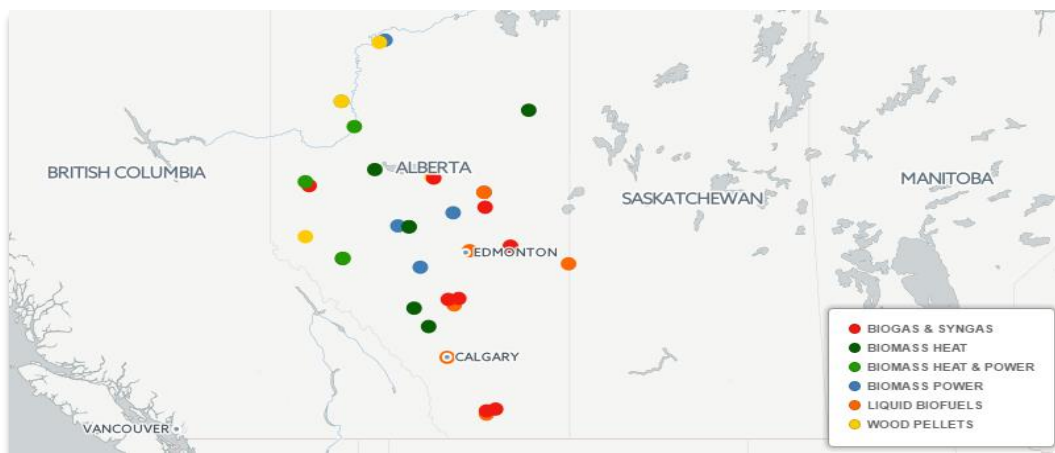 BRITISH COLUMBIA
ALBERTA
SASKATCHEWAN
MANITOBA
EDMONTON
CALGARY
VANCOUVER
BIOGAS & SYNGAS
BIOMASS HEAT
BIOMASS HEAT & POWER
BIOMASS POWER
LIQUID BIOFUELS
WOOD PELLETS